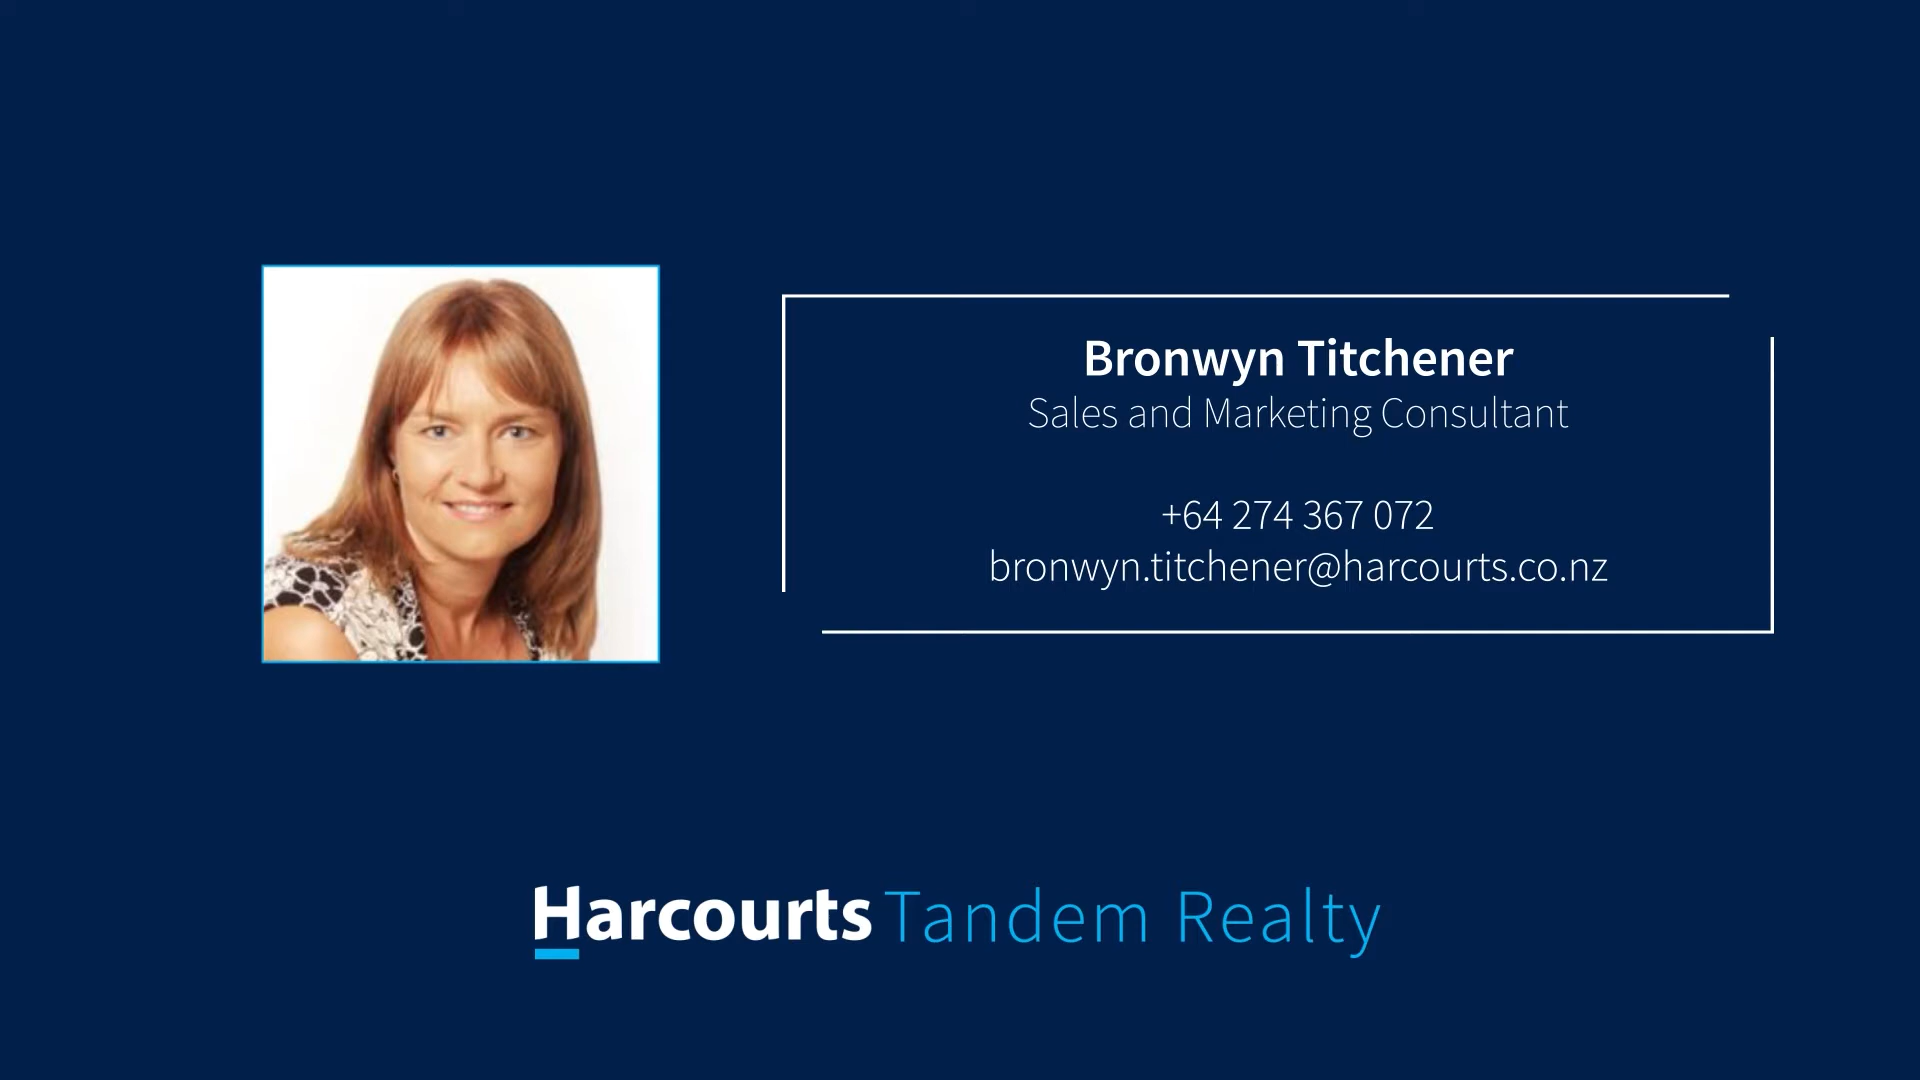 Bronwyn Titchener
Sales and Marketing Consultant
+64 274 367 072
bronwyn.titchener@harcourts.co.nz
Harcourts Tandem Realty